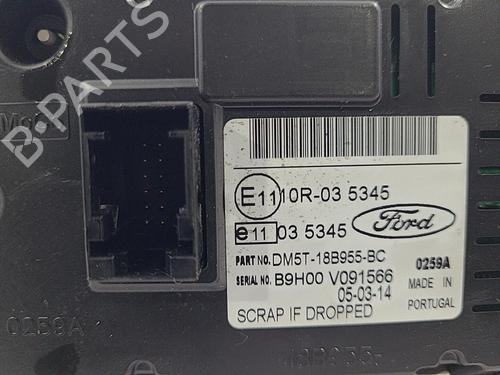 B-PARTS
E11 10R-03 5345
e11 03 5345
Ford
PART NO. DM5T-18B955-BC 0259A
SERIAL NO. B9H00 V091566 MADE IN
05-03-14 PORTUGAL
SCRAP IF DROPPED
0259A